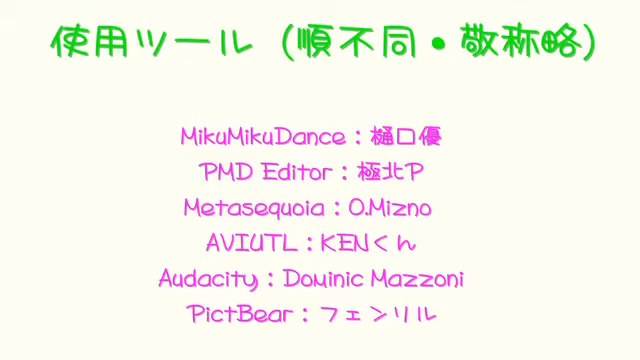 使用ツール（順不同・敬称略）
MikuMikuDance：樋口優
PMD Editor：極北P
Metasequoia：O.Mizno
AVIUTL：KENくん
Audacity：Dominic Mazzoni
PictBear：フェンリル